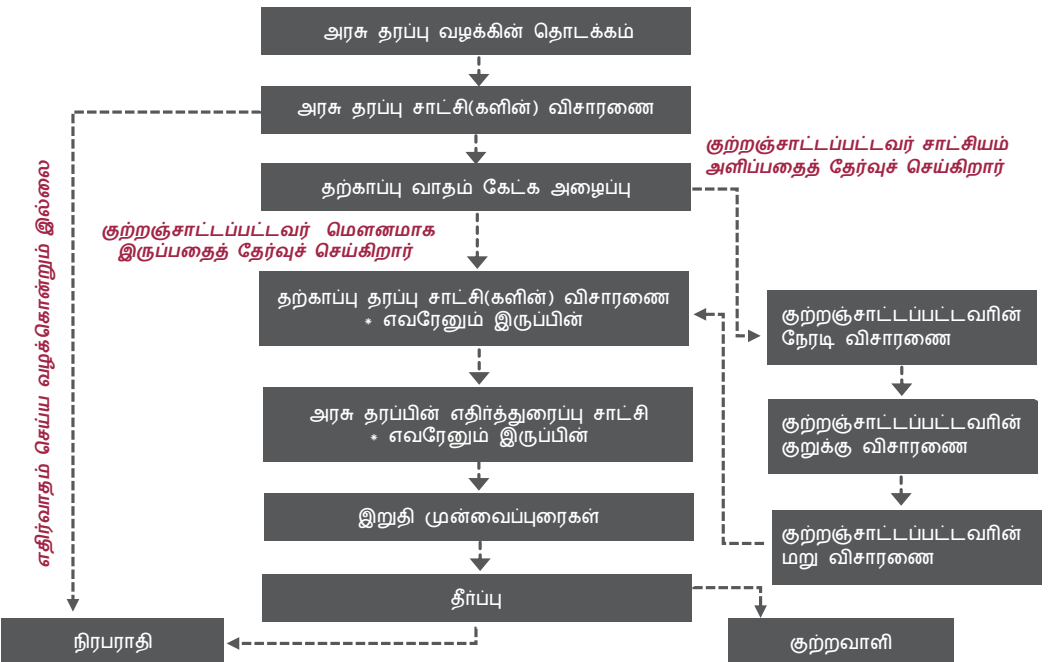 அரசு தரப்பு வழக்கின் தொடக்கம்
அரசு தரப்பு சாட்சி(களின்) விசாரணை
குற்றஞ்சாட்டப்பட்டவர் சாட்சியம்
அளிப்பதைத் தேர்வுச் செய்கிறார்
தற்காப்பு வாதம் கேட்க அழைப்பு
எதிர்வாதம் செய்ய வழக்கொன்றும் இல்லை
குற்றஞ்சாட்டப்பட்டவர் மௌனமாக
இருப்பதைத் தேர்வுச் செய்கிறார்
தற்காப்பு தரப்பு சாட்சி(களின்) விசாரணை
* எவரேனும் இருப்பின்
குற்றஞ்சாட்டப்பட்டவரின்
நேரடி விசாரணை
அரசு தரப்பின் எதிர்த்துரைப்பு சாட்சி
* எவரேனும் இருப்பின்
குற்றஞ்சாட்டப்பட்டவரின்
குறுக்கு விசாரணை
இறுதி முன்வைப்புரைகள்
குற்றஞ்சாட்டப்பட்டவரின்
மறு விசாரணை
தீர்ப்பு
நிரபராதி
குற்றவாளி